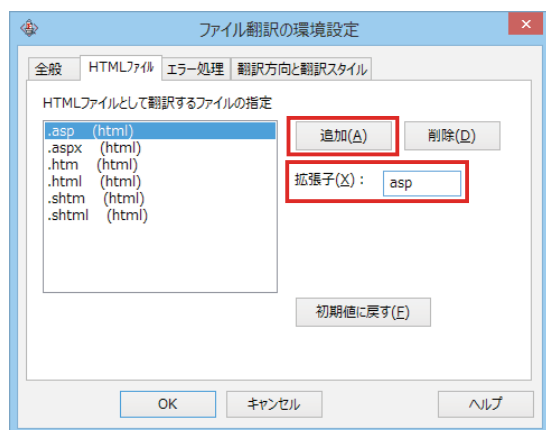 ファイル翻訳の環境設定
×
全般 HTMLファイル エラー処理 翻訳方向と翻訳スタイル
HTMLファイルとして翻訳するファイルの指定
.asp (html)
.aspx (html)
.htm (html)
.html (html)
.shtm (html)
.shtml (html)
追加(A) 削除(D)
拡張子(X)： asp
初期値に戻す(F)
OK キャンセル ヘルプ